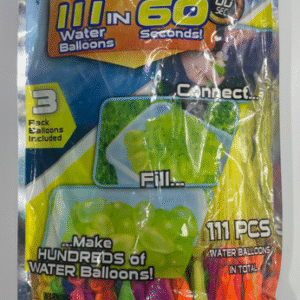 111 IN 60
Water Seconds!
Balloons
3
Pack
Balloons
Included
Connect...
Fill...
...Make
HUNDREDS of
WATER Balloons!
111 PCS
WATER BALLOONS
IN TOTAL